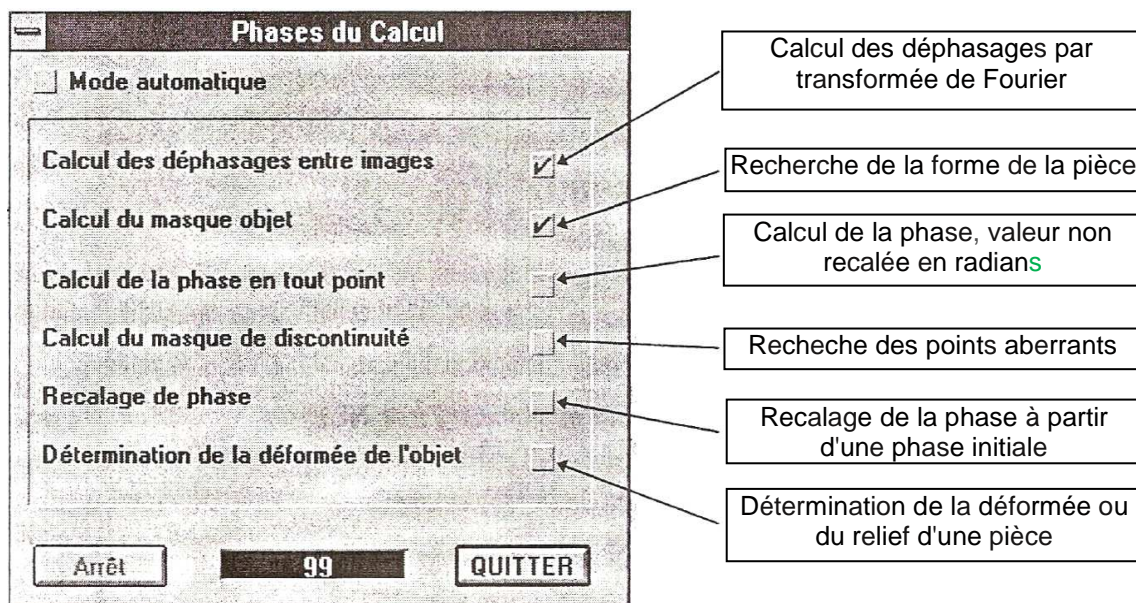 Phases du Calcul
Mode automatique
Calcul des déphasages entre images
Calcul du masque objet
Calcul de la phase en tout point
Calcul du masque de discontinuité
Recalage de phase
Détermination de la déformée de l'objet
Arrêt
99
QUITTER
Calcul des déphasages par
transformée de Fourier
Recherche de la forme de la pièce
Calcul de la phase, valeur non
recalée en radians
Recheche des points aberrants
Recalage de la phase à partir
d'une phase initiale
Détermination de la déformée ou
du relief d'une pièce